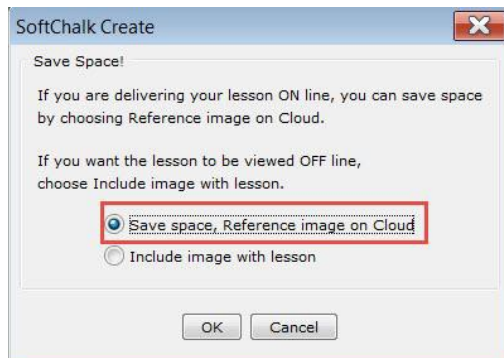 SoftChalk Create
Save Space!
If you are delivering your lesson ON line, you can save space
by choosing Reference image on Cloud.
If you want the lesson to be viewed OFF line,
choose Include image with lesson.
Save space, Reference image on Cloud
Include image with lesson
OK Cancel